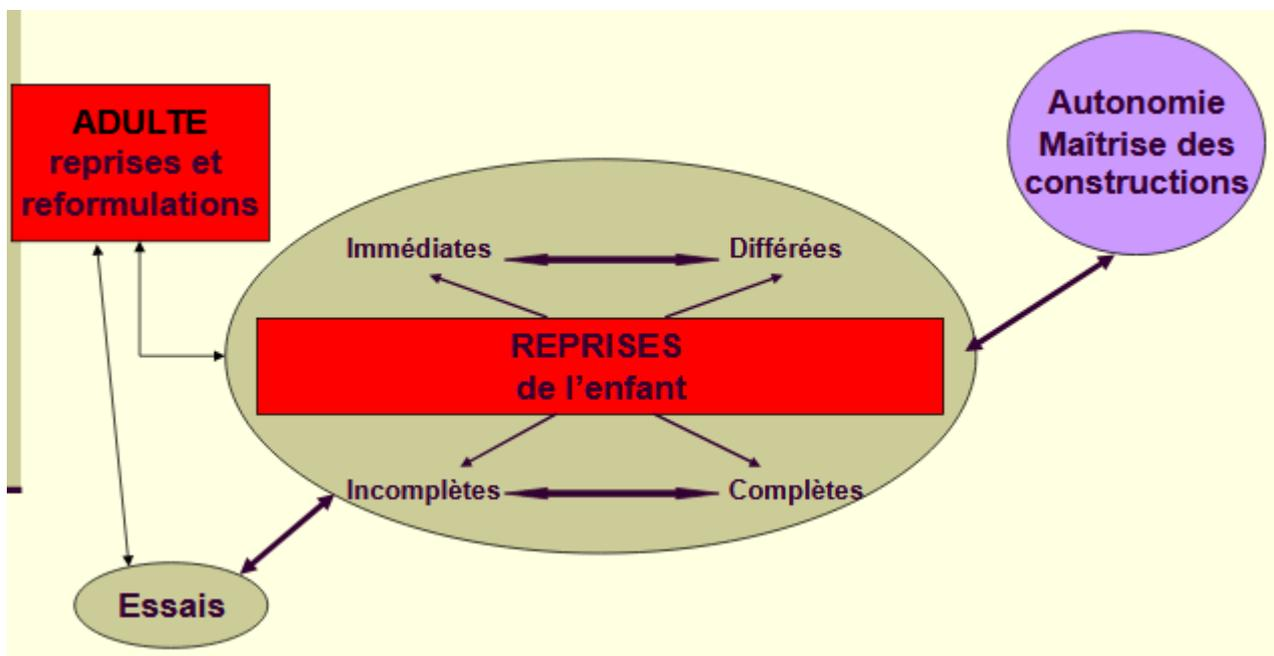 ADULTE
reprises et
reformulations
Autonomie
Maîtrise des
constructions
Immédiates
Différées
REPRISES
de l'enfant
Incomplètes
Complètes
Essais